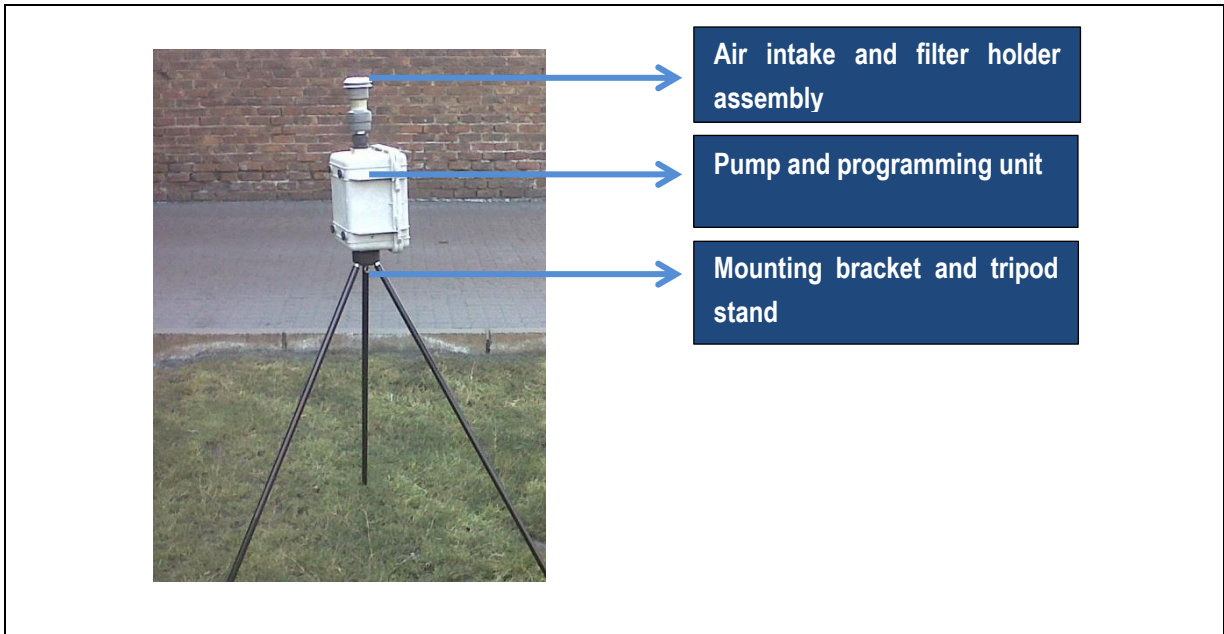 Air intake and filter holder
assembly
Pump and programming unit
Mounting bracket and tripod
stand